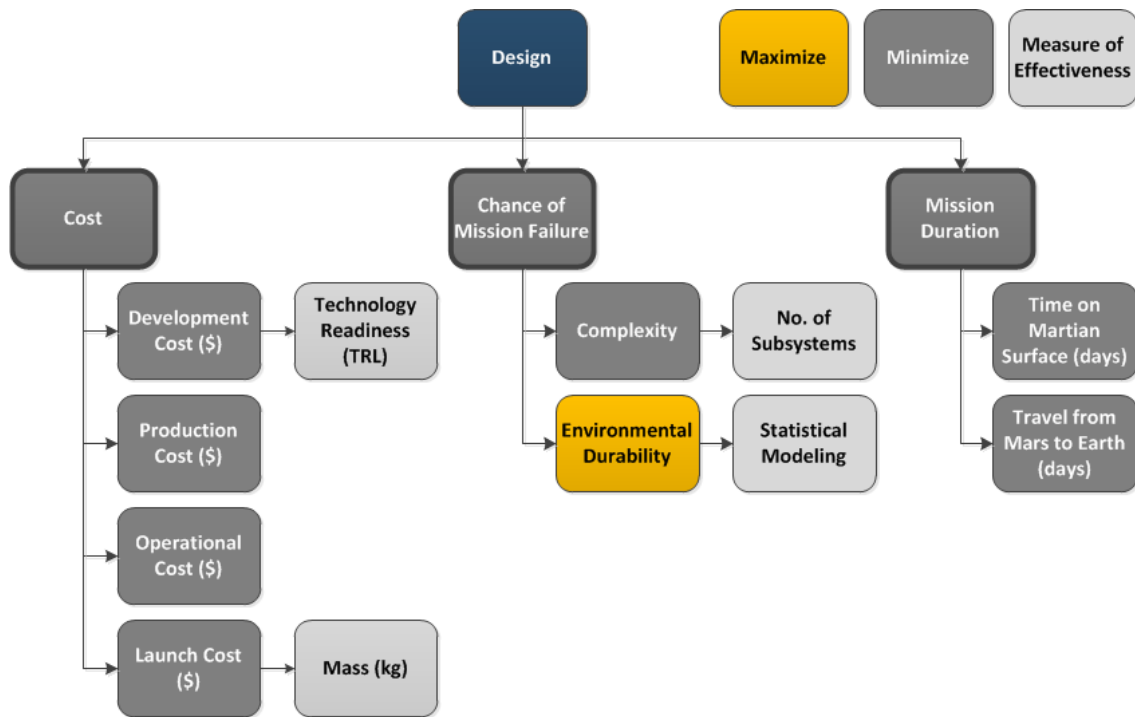 Design
Maximize
Minimize
Measure of
Effectiveness
Cost
Chance of
Mission Failure
Mission
Duration
Development
Cost ($)
Technology
Readiness
(TRL)
Complexity
No. of
Subsystems
Time on
Martian
Surface (days)
Production
Cost ($)
Environmental
Durability
Statistical
Modeling
Travel from
Mars to Earth
(days)
Operational
Cost ($)
Launch Cost
($)
Mass (kg)